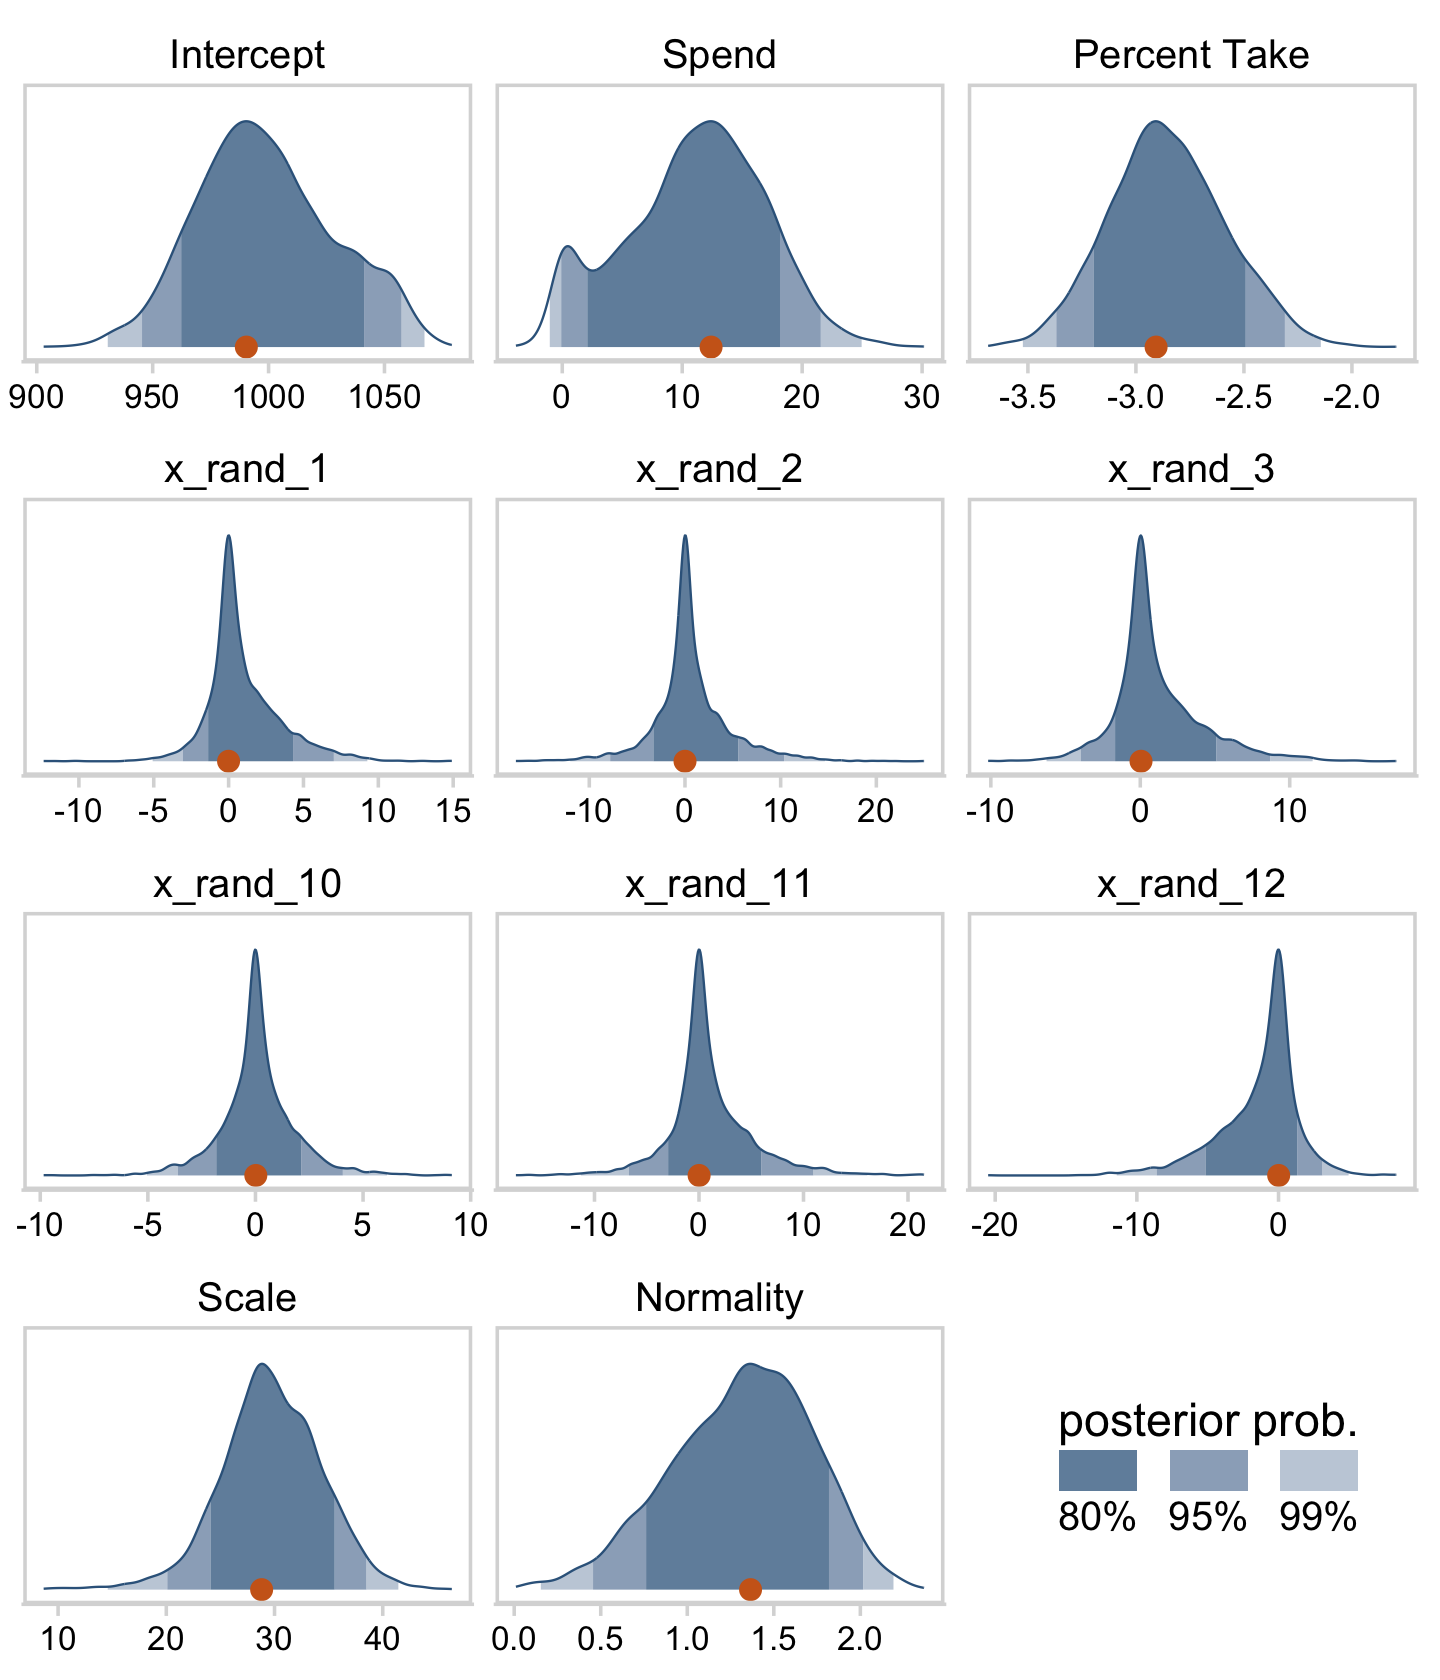 Intercept Spend Percent Take
900 950 1000 1050 0 10 20 30 -3.5 -3.0 -2.5 -2.0
x_rand_1 x_rand_2 x_rand_3
-10 -5 0 5 10 15 -10 0 10 20 -10 0 10
x_rand_10 x_rand_11 x_rand_12
-10 -5 0 5 10 -10 0 10 20 -20 -10 0
Scale Normality
posterior prob.
80% 95% 99%
10 20 30 40 0.0 0.5 1.0 1.5 2.0